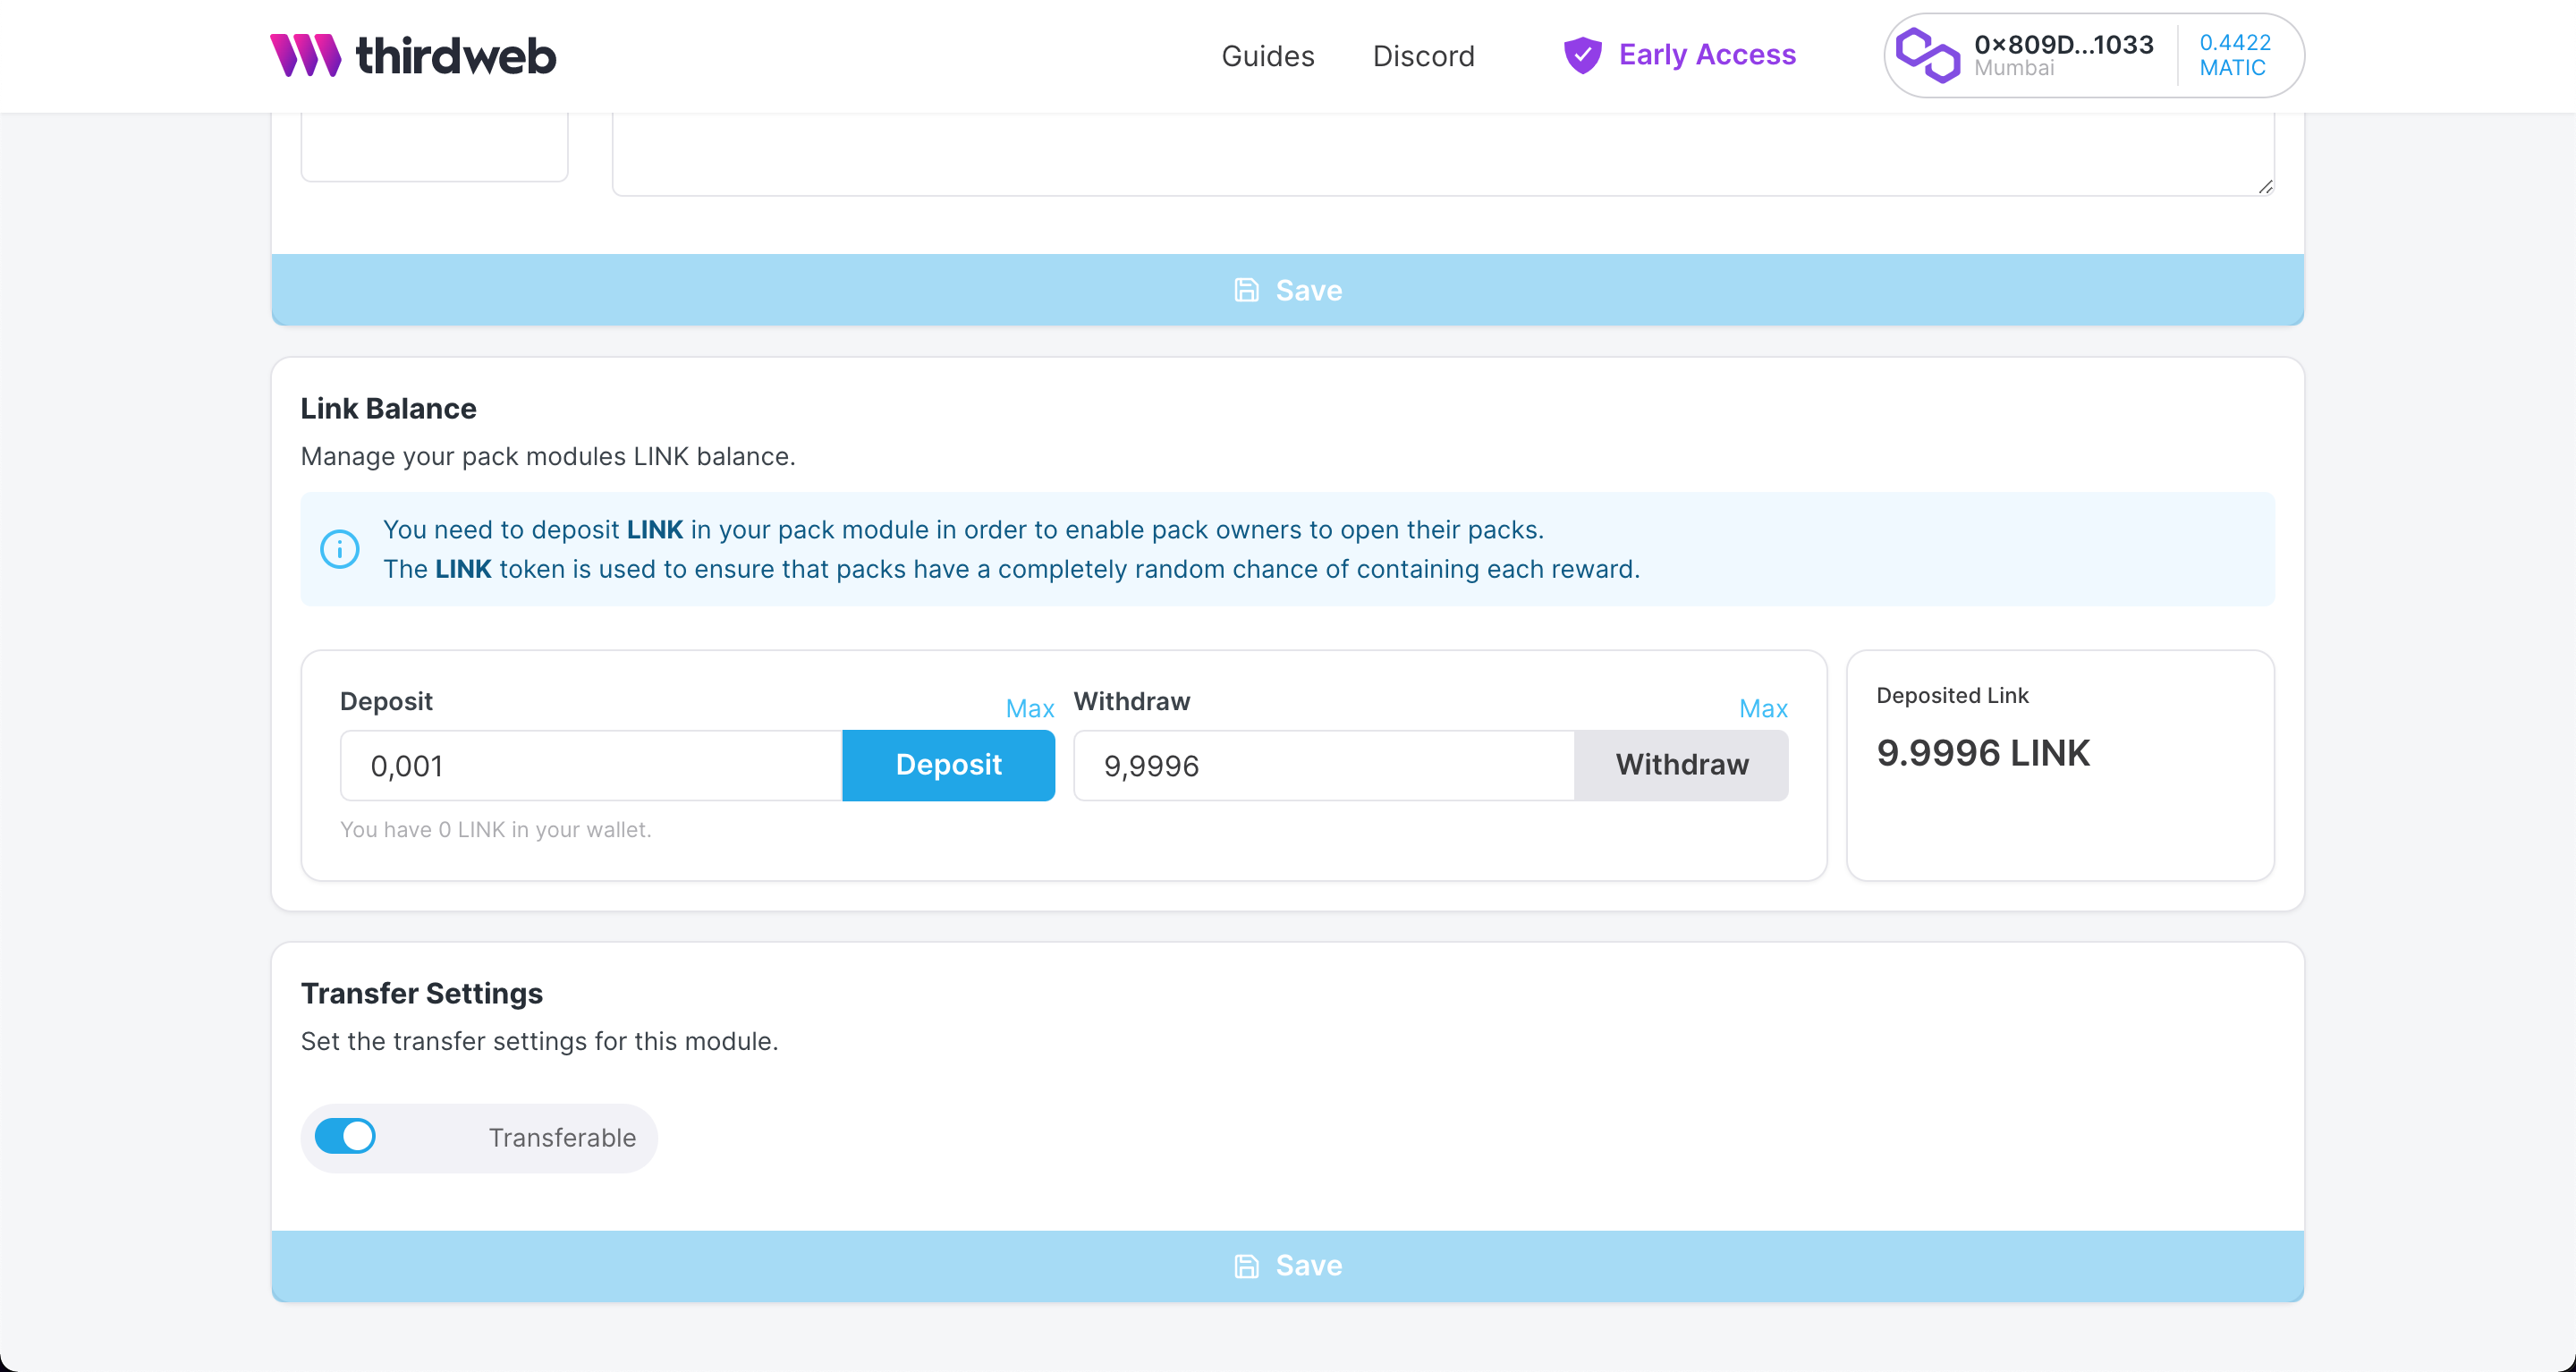 thirdweb
Guides
Discord
Early Access
0×809D...1033
Mumbai
0.4422
MATIC
Save
Link Balance
Manage your pack modules LINK balance.
You need to deposit LINK in your pack module in order to enable pack owners to open their packs.
The LINK token is used to ensure that packs have a completely random chance of containing each reward.
Deposit
Max
0,001
Deposit
You have 0 LINK in your wallet.
Withdraw
Max
9,9996
Withdraw
Deposited Link
9.9996 LINK
Transfer Settings
Set the transfer settings for this module.
Transferable
Save